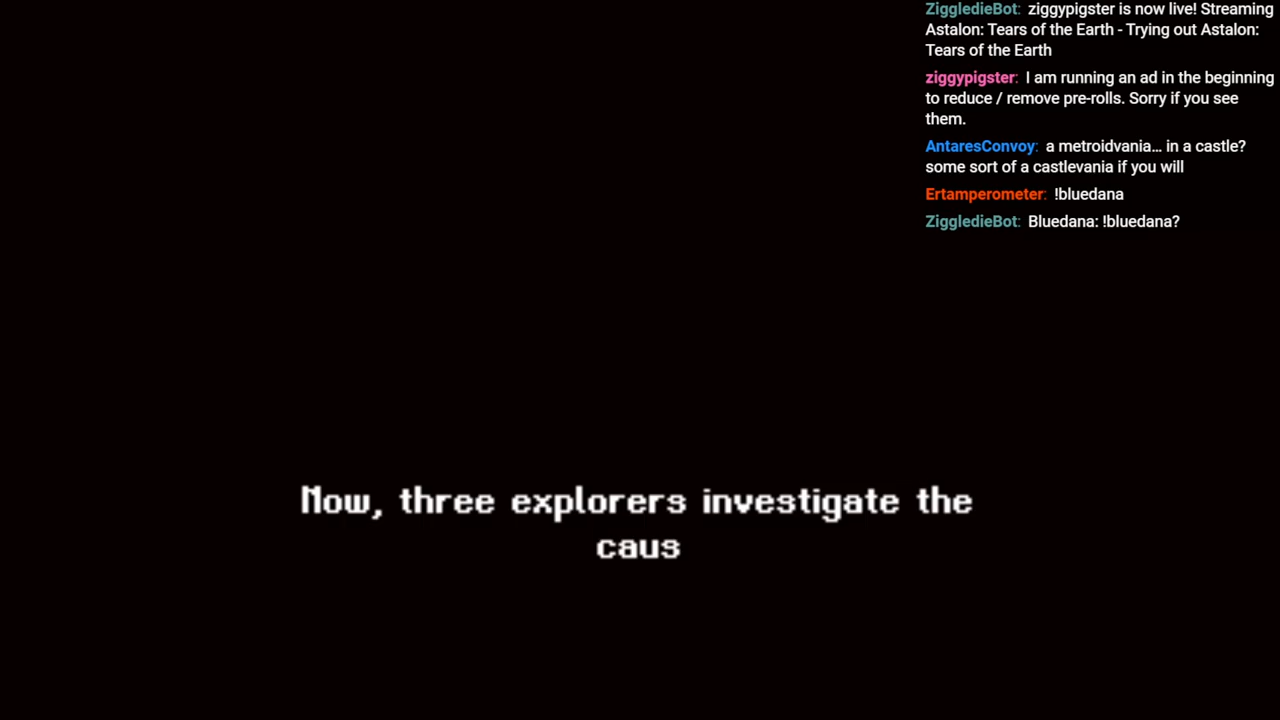 ZiggledieBot: ziggypigster is now live! Streaming
Astalon: Tears of the Earth - Trying out Astalon:
Tears of the Earth
ziggypigster: I am running an ad in the beginning
to reduce / remove pre-rolls. Sorry if you see
them.
AntaresConvoy: a metroidvania… in a castle?
some sort of a castlevania if you will
Ertamperometer: !bluedana
ZiggledieBot: Bluedana: !bluedana?
Now, three explorers investigate the
caus